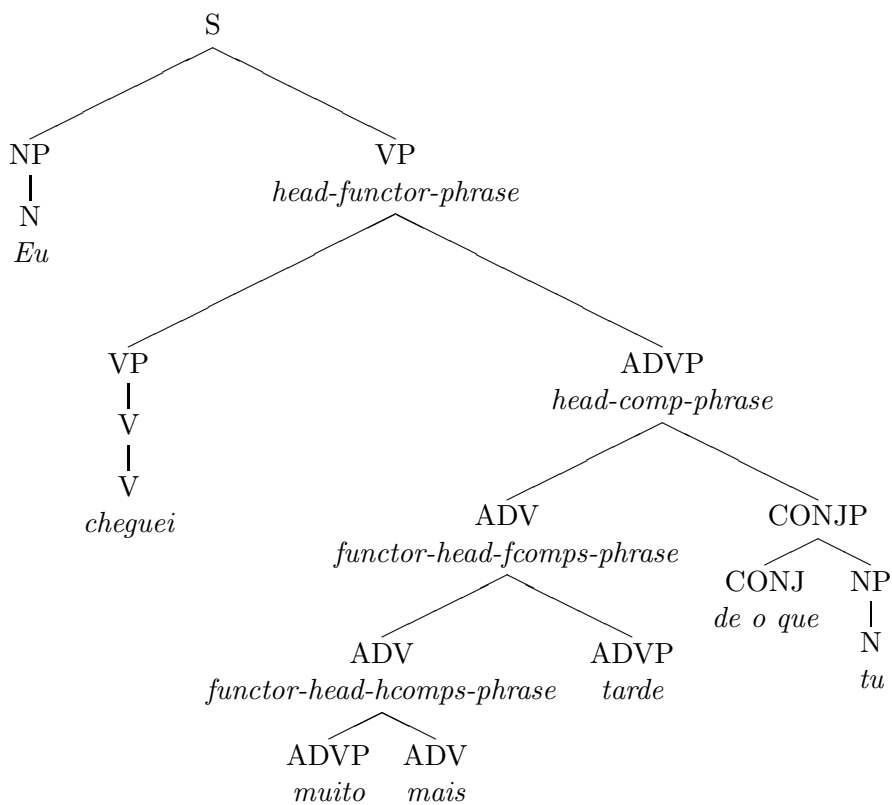 S
NP VP
head-functor-phrase
N
Eu
VP ADVP
head-comp-phrase
V
V
cheguei
ADV CONJP
functor-head-fcomps-phrase
CONJ NP
de o que
N
tu
ADV ADVP
functor-head-hcomps-phrase tarde
ADVP ADV
muito mais